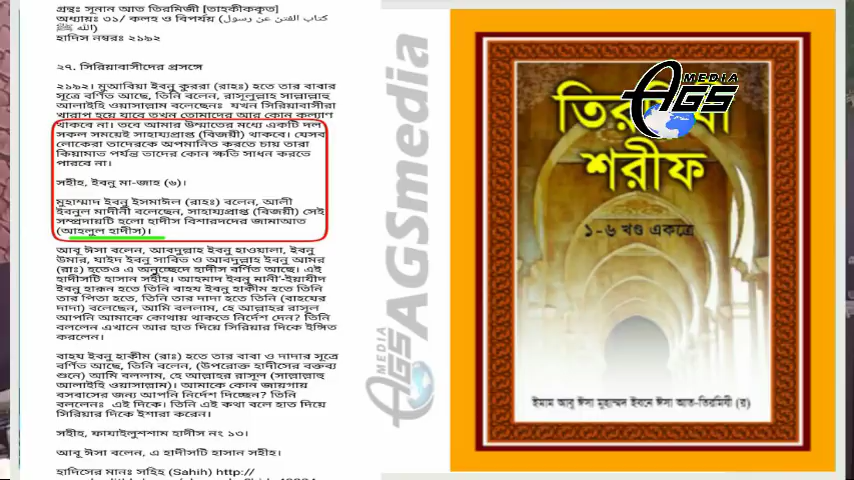 গ্রন্থঃ সূনান আত তিরমিজী [তাহকীককৃত]
অধ্যায়ঃ ৩১/ কলহ ও বিপর্যয় (كتاب الفتن عن رسول
الله ﷺ)
হাদিস নম্বরঃ ২১৯২
২৭. সিরিয়াবাসীদের প্রসঙ্গে
২১৯২। মুআবিয়া ইবনু কুররা (রাহঃ) হতে তার বাবার
সূত্রে বর্ণিত আছে, তিনি বলেন, রাসূলুল্লাহ সাল্লাল্লাহু
আলাইহি ওয়াসাল্লাম বলেছেনঃ যখন সিরিয়াবাসীরা
খারাপ হয়ে যাবে তখন তোমাদের আর কোন কল্যাণ
থাকবে না। তবে আমার উম্মাতের মধ্যে একটি দল
সকল সময়েই সাহায্যপ্রাপ্ত (বিজয়ী) থাকবে। যেসব
লোকেরা তাদেরকে অপমানিত করতে চায় তারা
কিয়ামাত পর্যন্ত তাদের কোন ক্ষতি সাধন করতে
পারবে না।
সহীহ, ইবনু মা-জাহ (৬)।
মুহাম্মাদ ইবনু ইসমাঈল (রাহঃ) বলেন, আলী
ইবনুল মাদীনী বলেছেন, সাহায্যপ্রাপ্ত (বিজয়ী) সেই
সম্প্রদায়টি হলো হাদীস বিশারদদের জামাআত
(আহলুল হাদীস)।
আবূ ঈসা বলেন, আবদুল্লাহ ইবনু হাওয়ালা, ইবনু
উমার, যাইদ ইবনু সাবিত ও আবদুল্লাহ ইবনু আমর
(রাঃ) হতেও এ অনুচ্ছেদে হাদীস বর্ণিত আছে। এই
হাদীসটি হাসান সহীহ। আহমাদ ইবনু মানী'-ইয়াযীদ
ইবনু হারূন হতে তিনি বাহয ইবনু হাকীম হতে তিনি
তার পিতা হতে, তিনি তার দাদা হতে তিনি (বাহযের
দাদা) বলেছেন, আমি বললাম, হে আল্লাহর রাসূল
আপনি আমাকে কোথায় থাকতে নির্দেশ দেন? তিনি
বললেন এখানে আর হাত দিয়ে সিরিয়ার দিকে ইঙ্গিত
করলেন।
বাহয ইবনু হাকীম (রাঃ) হতে তার বাবা ও দাদার সূত্রে
বর্ণিত আছে, তিনি বলেন, (উপরোক্ত হাদীসের বক্তব্য
শুনে) আমি বললাম, হে আল্লাহর রাসূল (সাল্লাল্লাহু
আলাইহি ওয়াসাল্লাম)। আমাকে কোন জায়গায়
বসবাসের জন্য আপনি নির্দেশ দিচ্ছেন? তিনি
বললেনঃ এই দিকে। তিনি এই কথা বলে হাত দিয়ে
সিরিয়ার দিকে ইশারা করেন।
সহীহ, ফাযাইলুশশাম হাদীস নং ১৩।
আবূ ঈসা বলেন, এ হাদীসটি হাসান সহীহ।
হাদিসের মানঃ সহিহ (Sahih) http://
MEDIA
AGS
AGSmedia
MEDIA
AGS
শরীফ
১-৬ খণ্ড একত্রে
ইমাম আবু ঈসা মুহাম্মদ ইবনে ঈসা আত-তিরমিযী (র)